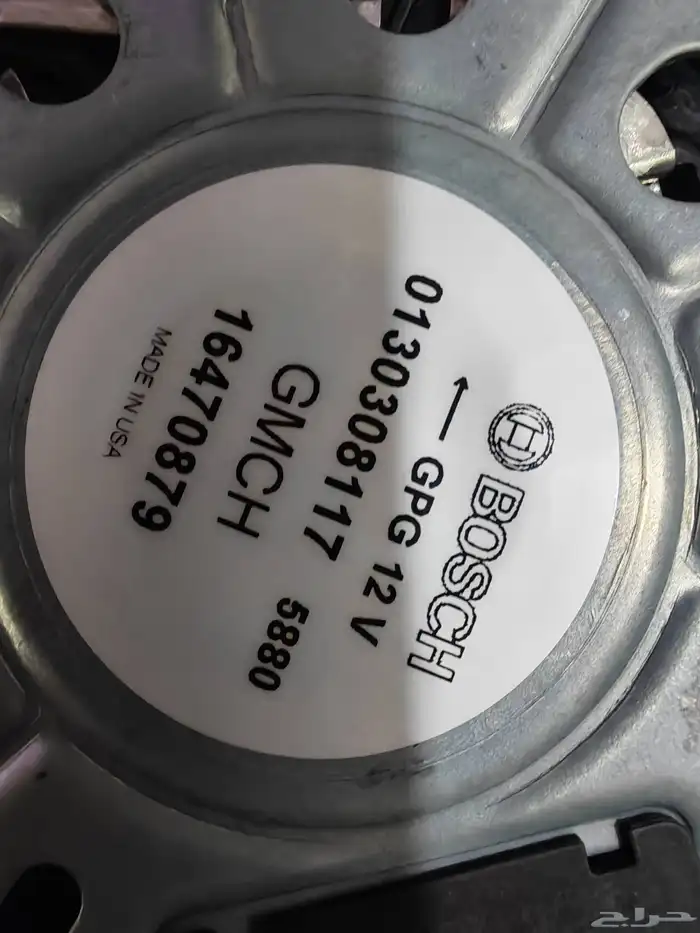 BOSCH
← GPG 12 V
0130308117 5880
GMCH
16470879
MADE IN USA
حراج